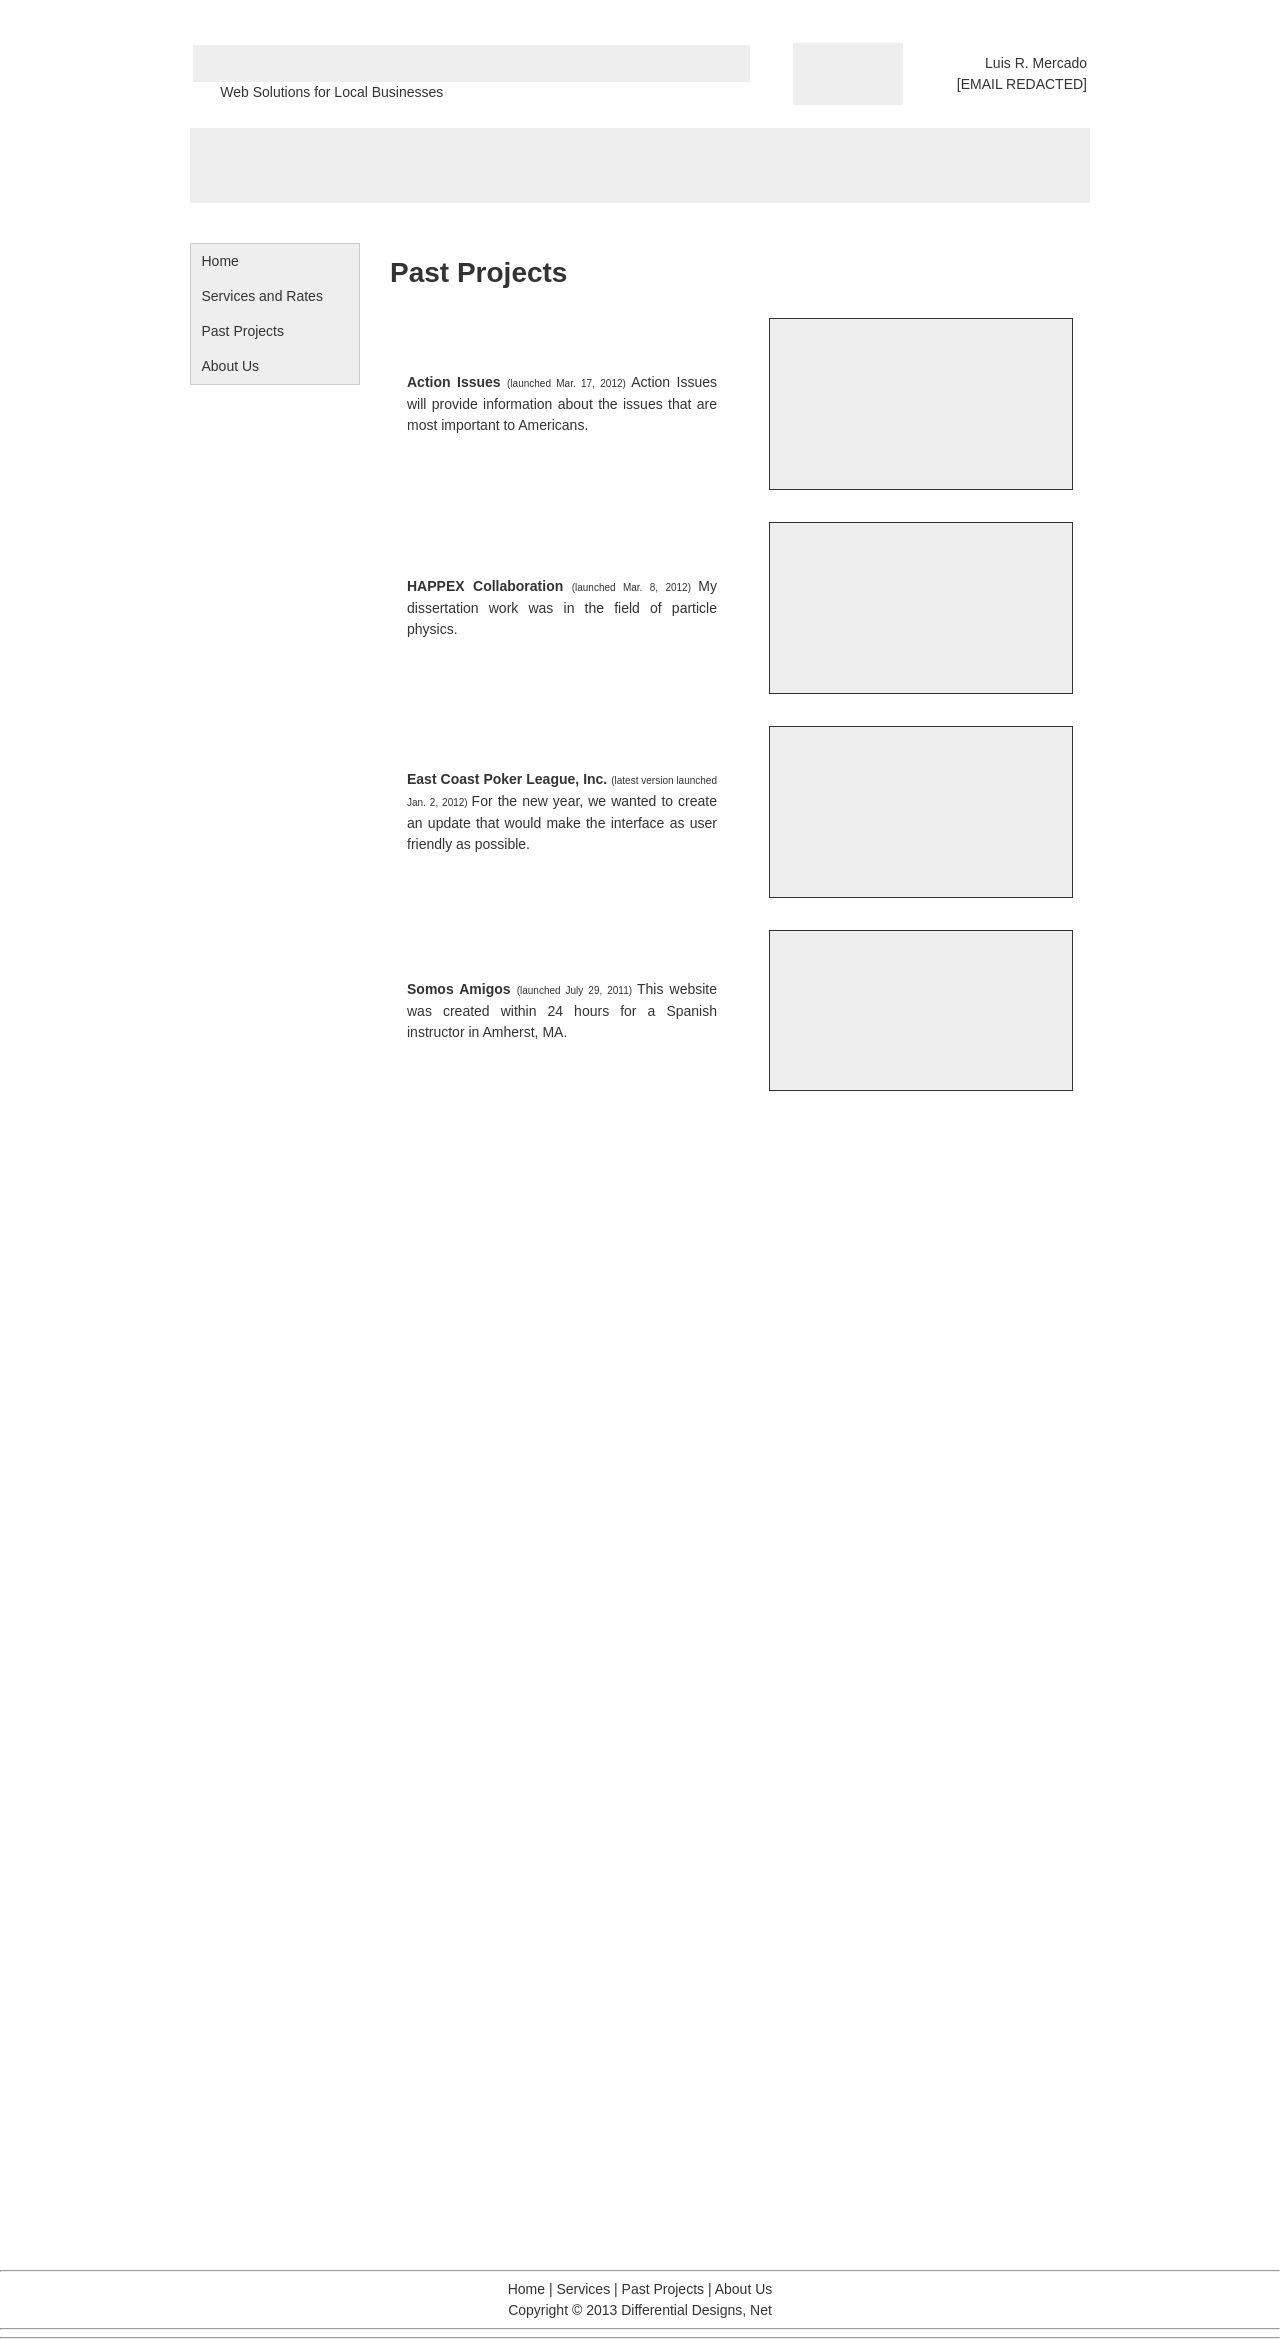 Luis R. Mercado
[EMAIL REDACTED]
Web Solutions for Local Businesses
Home
Services and Rates
Past Projects
About Us
Past Projects
Action Issues (launched Mar. 17, 2012) Action Issues
will provide information about the issues that are
most important to Americans.
HAPPEX Collaboration (launched Mar. 8, 2012) My
dissertation work was in the field of particle
physics.
East Coast Poker League, Inc. (latest version launched
Jan. 2, 2012) For the new year, we wanted to create
an update that would make the interface as user
friendly as possible.
Somos Amigos (launched July 29, 2011) This website
was created within 24 hours for a Spanish
instructor in Amherst, MA.
Home | Services | Past Projects | About Us
Copyright © 2013 Differential Designs, Net